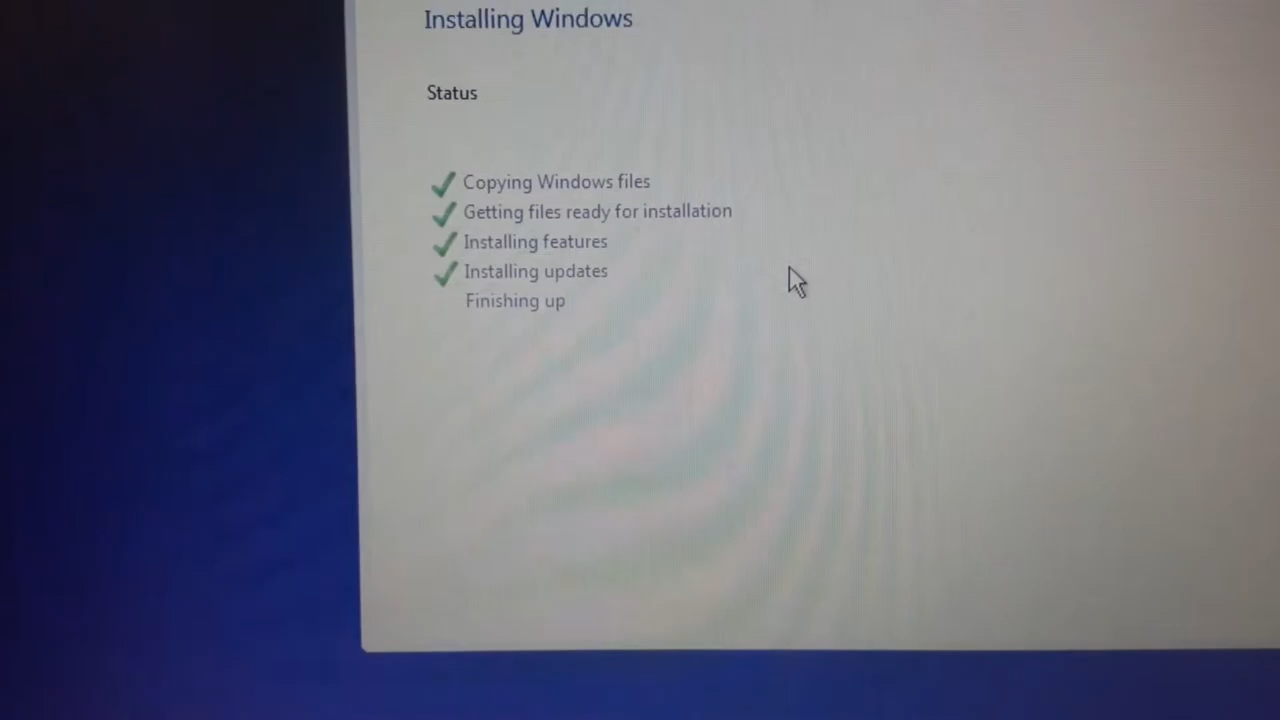 Installing Windows
Status
Copying Windows files
Getting files ready for installation
Installing features
Installing updates
Finishing up